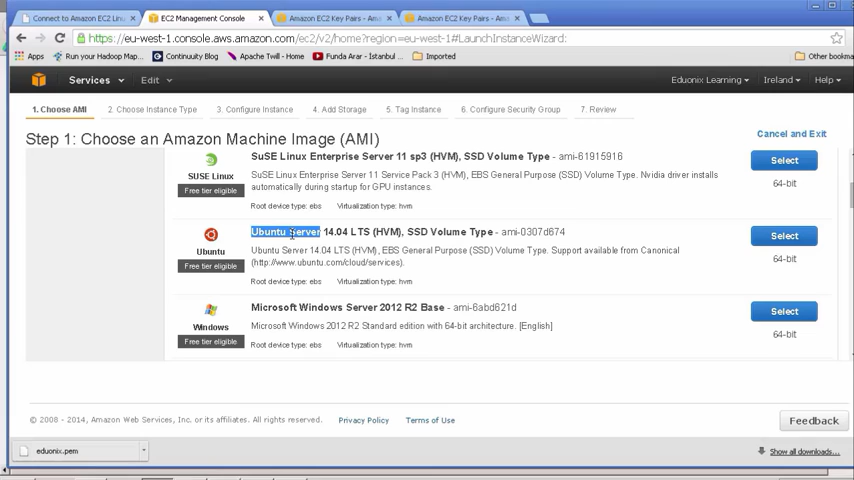 Connect to Amazon EC2 Linu
EC2 Management Console
Amazon EC2 Key Pairs - Ama
Amazon EC2 Key Pairs - Ama
https://eu-west-1.console.aws.amazon.com/ec2/v2/home?region=eu-west-1#LaunchInstanceWizard:
Apps
Run your Hadoop Map
Continuity Blog
Apache Twill - Home
Funda Arar - Istanbul
Imported
Other bookma
Services
Edit
Eduonix Learning
Ireland
Help
1. Choose AMI
2. Choose Instance Type
3. Configure Instance
4. Add Storage
5. Tag Instance
6. Configure Security Group
7. Review
Step 1: Choose an Amazon Machine Image (AMI)
Cancel and Exit
SUSE Linux
Free tier eligible
SuSE Linux Enterprise Server 11 sp3 (HVM), SSD Volume Type - ami-61915916
SuSE Linux Enterprise Server 11 Service Pack 3 (HVM), EBS General Purpose (SSD) Volume Type. Nvidia driver installs
automatically during startup for GPU instances.
Root device type: ebs Virtualization type: hvm
Select
64-bit
Ubuntu
Free tier eligible
Ubuntu Server 14.04 LTS (HVM), SSD Volume Type - ami-0307d674
Ubuntu Server 14.04 LTS (HVM), EBS General Purpose (SSD) Volume Type. Support available from Canonical
(http://www.ubuntu.com/cloud/services).
Root device type: ebs Virtualization type: hvm
Select
64-bit
Windows
Free tier eligible
Microsoft Windows Server 2012 R2 Base - ami-6abd621d
Microsoft Windows 2012 R2 Standard edition with 64-bit architecture. [English]
Root device type: ebs Virtualization type: hvm
Select
64-bit
© 2008 - 2014, Amazon Web Services, Inc. or its affiliates. All rights reserved.
Privacy Policy
Terms of Use
Feedback
eduonix.pem
Show all downloads...